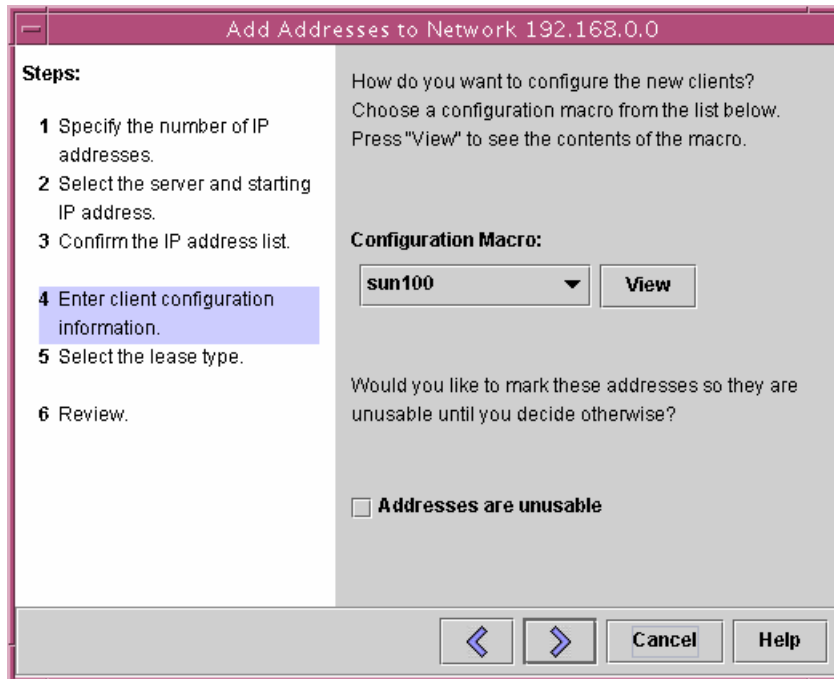 Add Addresses to Network 192.168.0.0
Steps:
1 Specify the number of IP
addresses.
2 Select the server and starting
IP address.
3 Confirm the IP address list.
4 Enter client configuration
information.
5 Select the lease type.
6 Review.
How do you want to configure the new clients?
Choose a configuration macro from the list below.
Press "View" to see the contents of the macro.
Configuration Macro:
sun100
View
Would you like to mark these addresses so they are
unusable until you decide otherwise?
Addresses are unusable
Cancel
Help